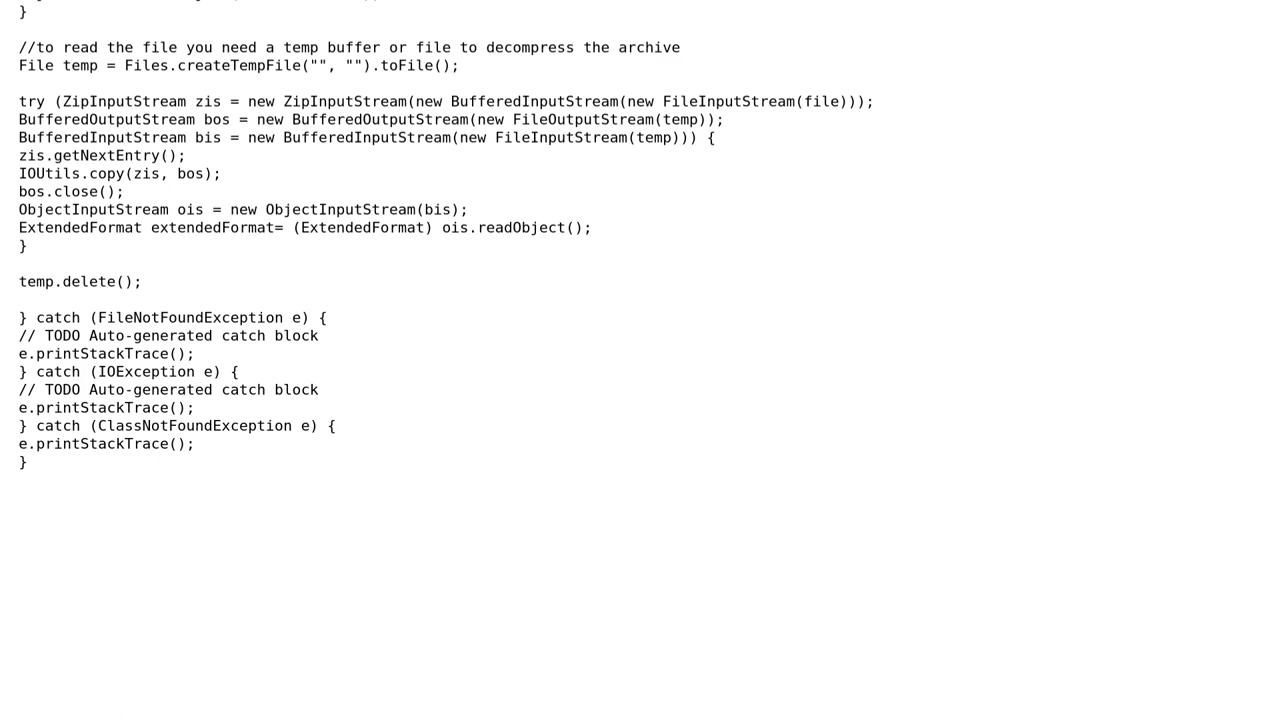 }
//to read the file you need a temp buffer or file to decompress the archive
File temp = Files.createTempFile("", "").toFile();
try (ZipInputStream zis = new ZipInputStream(new BufferedInputStream(new FileInputStream(file)));
BufferedOutputStream bos = new BufferedOutputStream(new FileOutputStream(temp));
BufferedInputStream bis = new BufferedInputStream(new FileInputStream(temp))) {
zis.getNextEntry();
IOUtils.copy(zis, bos);
bos.close();
ObjectInputStream ois = new ObjectInputStream(bis);
ExtendedFormat extendedFormat= (ExtendedFormat) ois.readObject();
}
temp.delete();
} catch (FileNotFoundException e) {
// TODO Auto-generated catch block
e.printStackTrace();
} catch (IOException e) {
// TODO Auto-generated catch block
e.printStackTrace();
} catch (ClassNotFoundException e) {
e.printStackTrace();
}